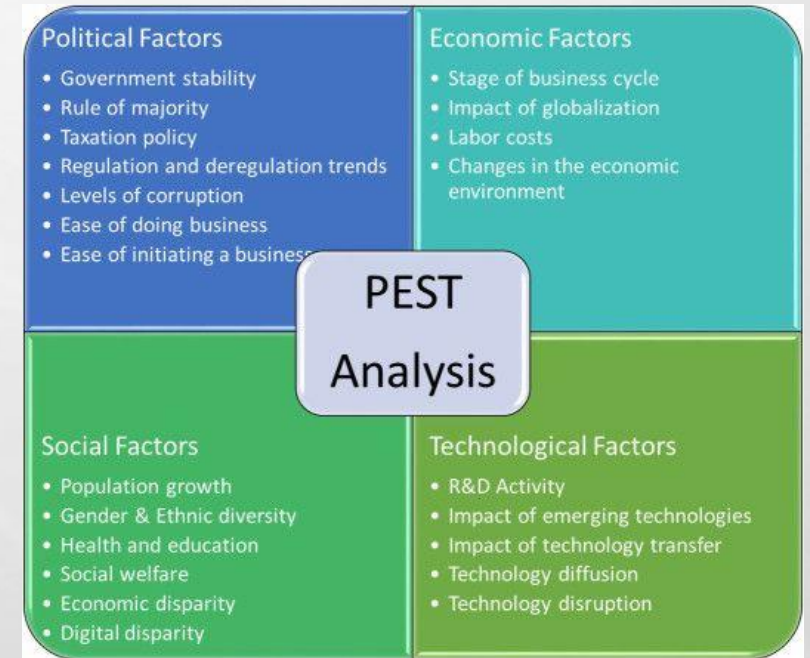 Political Factors
• Government stability
• Rule of majority
• Taxation policy
• Regulation and deregulation trends
• Levels of corruption
• Ease of doing business
• Ease of initiating a business
Economic Factors
• Stage of business cycle
• Impact of globalization
• Labor costs
• Changes in the economic
environment
PEST
Analysis
Social Factors
• Population growth
• Gender & Ethnic diversity
• Health and education
• Social welfare
• Economic disparity
• Digital disparity
Technological Factors
• R&D Activity
• Impact of emerging technologies
• Impact of technology transfer
• Technology diffusion
• Technology disruption